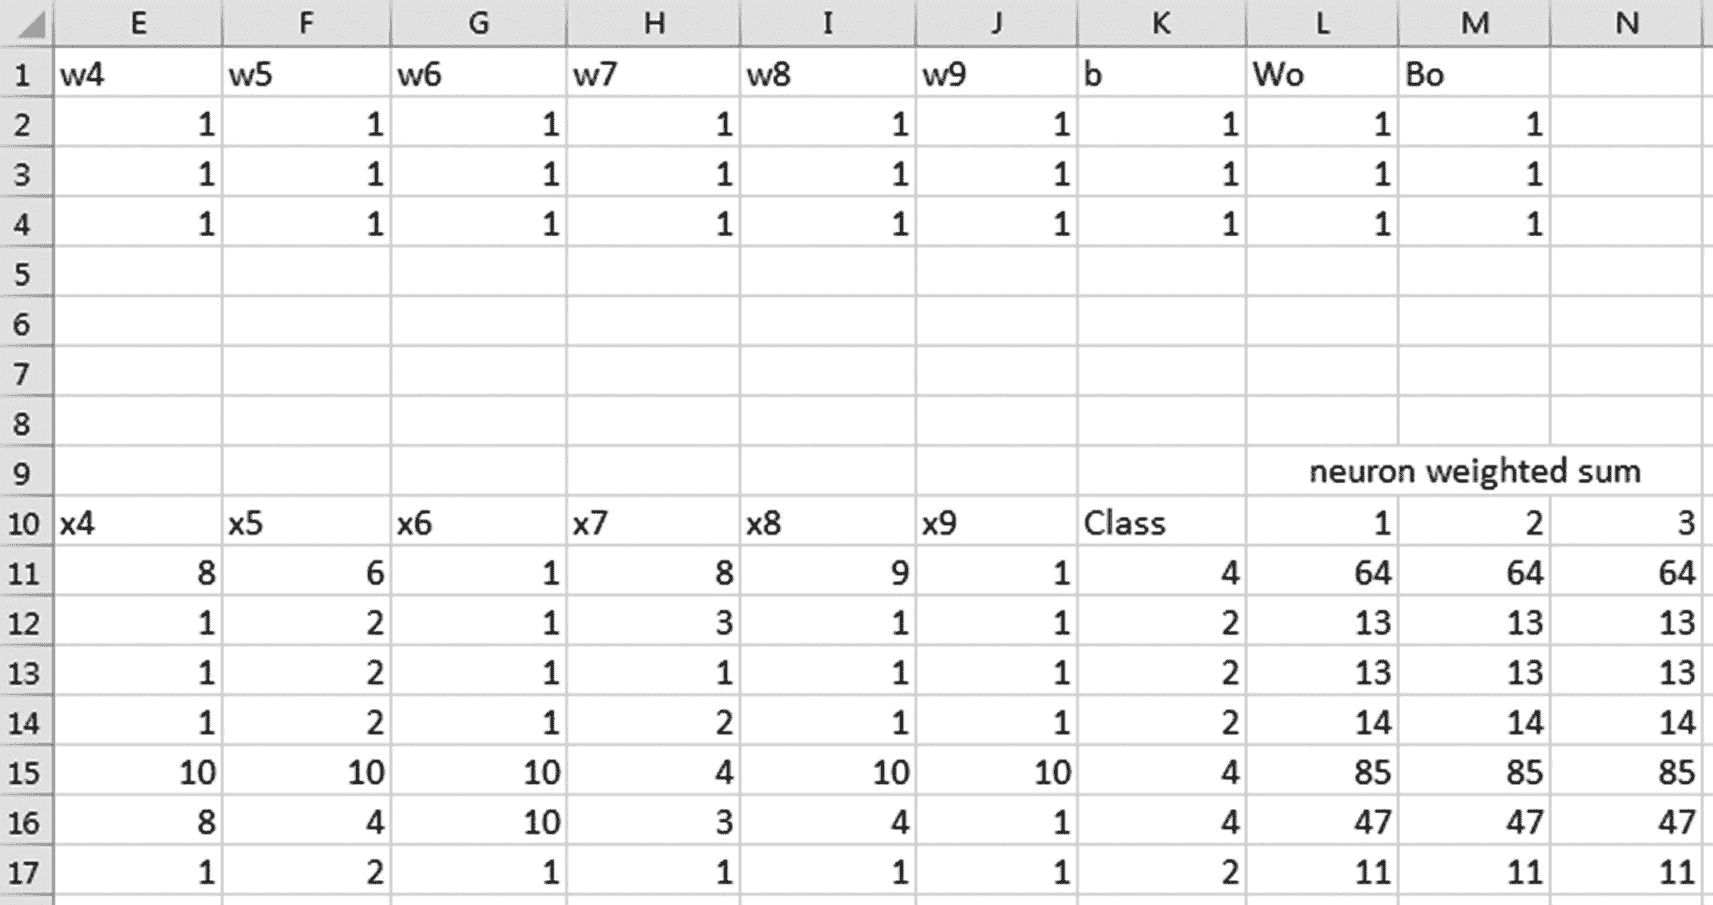 E F G H I J K L M N
1 w4 w5 w6 w7 w8 w9 b Wo Bo
2 1 1 1 1 1 1 1 1 1
3 1 1 1 1 1 1 1 1 1
4 1 1 1 1 1 1 1 1 1
5
6
7
8
9 neuron weighted sum
10 x4 x5 x6 x7 x8 x9 Class 1 2 3
11 8 6 1 8 9 1 4 64 64 64
12 1 2 1 3 1 1 2 13 13 13
13 1 2 1 1 1 1 2 13 13 13
14 1 2 1 2 1 1 2 14 14 14
15 10 10 10 4 10 10 4 85 85 85
16 8 4 10 3 4 1 4 47 47 47
17 1 2 1 1 1 1 2 11 11 11